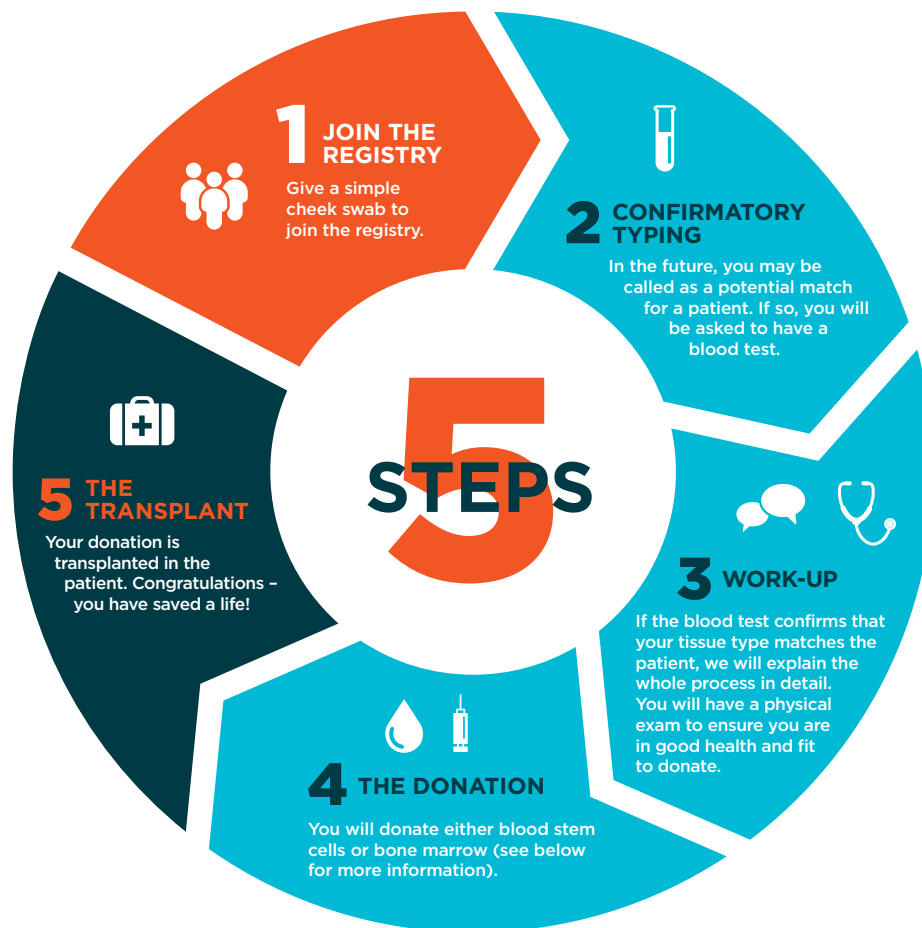 1 JOIN THE
REGISTRY
Give a simple
cheek swab to
join the registry.
2 CONFIRMATORY
TYPING
In the future, you may be
called as a potential match
for a patient. If so, you will
be asked to have a
blood test.
3 WORK-UP
If the blood test confirms that
your tissue type matches the
patient, we will explain the
whole process in detail.
You will have a physical
exam to ensure you are
in good health and fit
to donate.
4 THE DONATION
You will donate either blood stem
cells or bone marrow (see below
for more information).
5 THE
TRANSPLANT
Your donation is
transplanted in the
patient. Congratulations –
you have saved a life!
5
STEPS